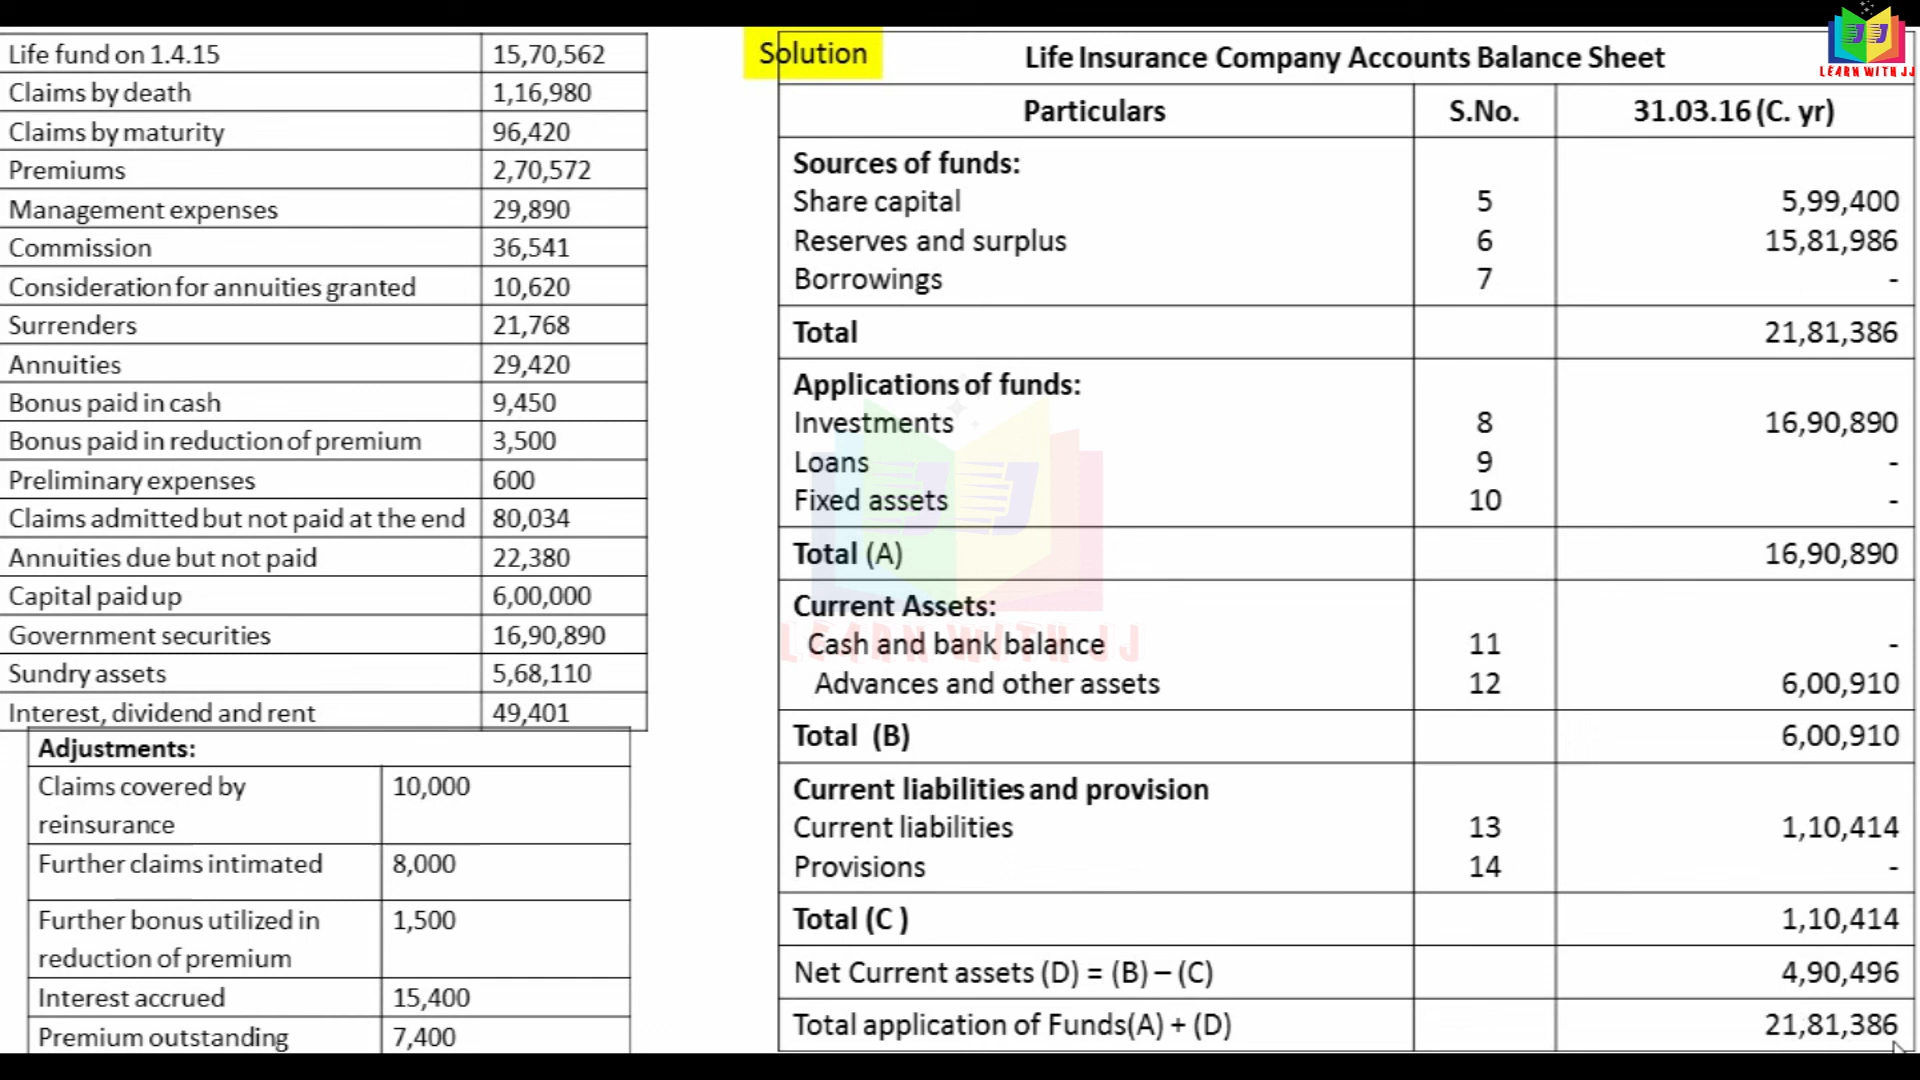 Life fund on 1.4.15 15,70,562
Claims by death 1,16,980
Claims by maturity 96,420
Premiums 2,70,572
Management expenses 29,890
Commission 36,541
Consideration for annuities granted 10,620
Surrenders 21,768
Annuities 29,420
Bonus paid in cash 9,450
Bonus paid in reduction of premium 3,500
Preliminary expenses 600
Claims admitted but not paid at the end 80,034
Annuities due but not paid 22,380
Capital paid up 6,00,000
Government securities 16,90,890
Sundry assets 5,68,110
Interest, dividend and rent 49,401
Adjustments:
Claims covered by 10,000
reinsurance
Further claims intimated 8,000
Further bonus utilized in 1,500
reduction of premium
Interest accrued 15,400
Premium outstanding 7,400
Solution
Life Insurance Company Accounts Balance Sheet
Particulars S.No. 31.03.16 (C. yr)
Sources of funds:
Share capital 5 5,99,400
Reserves and surplus 6 15,81,986
Borrowings 7 -
Total 21,81,386
Applications of funds:
Investments 8 16,90,890
Loans 9 -
Fixed assets 10 -
Total (A) 16,90,890
Current Assets:
Cash and bank balance 11 -
Advances and other assets 12 6,00,910
Total (B) 6,00,910
Current liabilities and provision
Current liabilities 13 1,10,414
Provisions 14 -
Total (C ) 1,10,414
Net Current assets (D) = (B) – (C) 4,90,496
Total application of Funds(A) + (D) 21,81,386
JJ
LEARN WITH JJ
JJ
LEARN WITH JJ